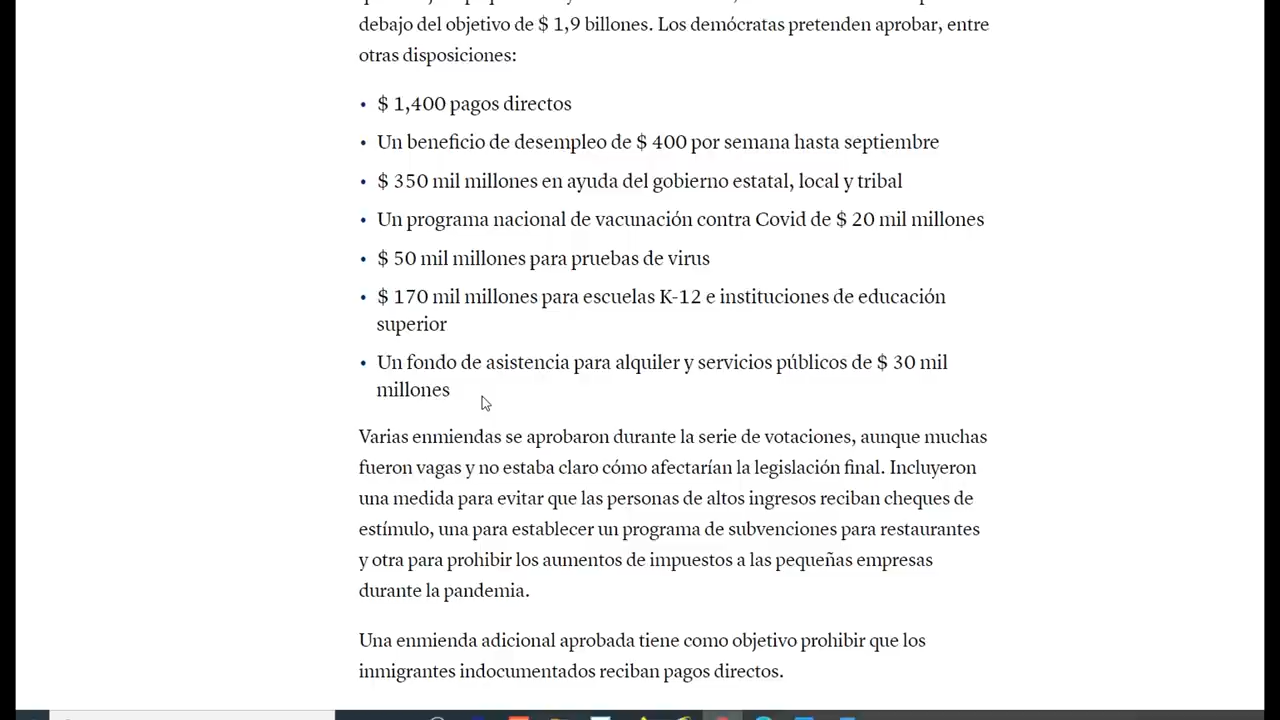 debajo del objetivo de $ 1,9 billones. Los demócratas pretenden aprobar, entre
otras disposiciones:
• $ 1,400 pagos directos
• Un beneficio de desempleo de $ 400 por semana hasta septiembre
• $ 350 mil millones en ayuda del gobierno estatal, local y tribal
• Un programa nacional de vacunación contra Covid de $ 20 mil millones
• $ 50 mil millones para pruebas de virus
• $ 170 mil millones para escuelas K-12 e instituciones de educación
superior
• Un fondo de asistencia para alquiler y servicios públicos de $ 30 mil
millones
Varias enmiendas se aprobaron durante la serie de votaciones, aunque muchas
fueron vagas y no estaba claro cómo afectarían la legislación final. Incluyeron
una medida para evitar que las personas de altos ingresos reciban cheques de
estímulo, una para establecer un programa de subvenciones para restaurantes
y otra para prohibir los aumentos de impuestos a las pequeñas empresas
durante la pandemia.
Una enmienda adicional aprobada tiene como objetivo prohibir que los
inmigrantes indocumentados reciban pagos directos.